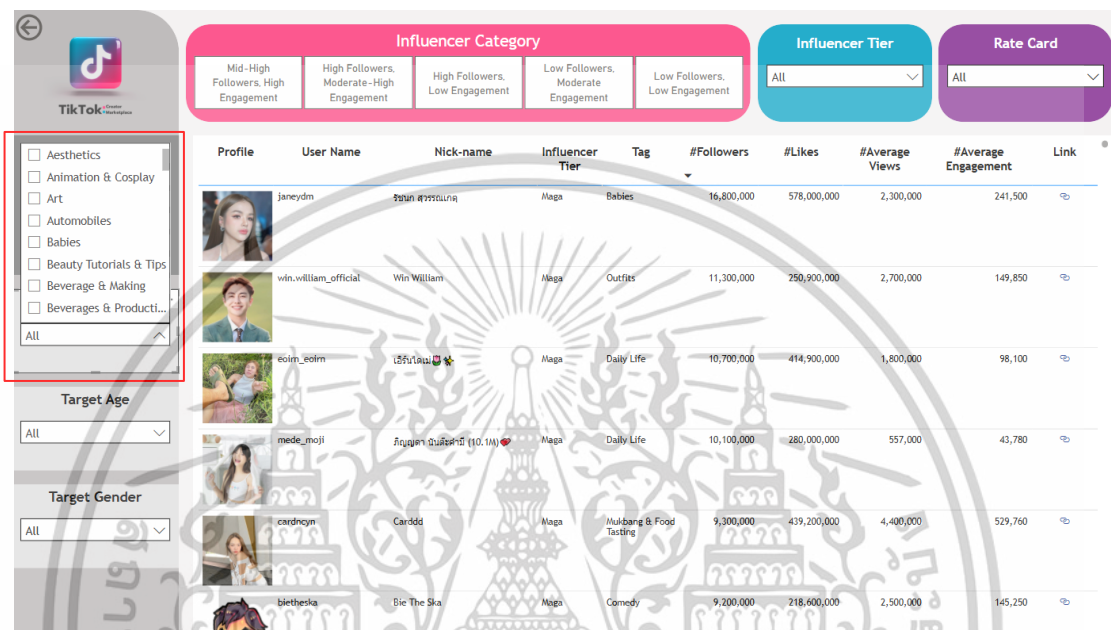 Influencer Category
Mid-High
Followers, High
Engagement
High Followers,
Moderate-High
Engagement
High Followers,
Low Engagement
Low Followers,
Moderate
Engagement
Low Followers,
Low Engagement
Influencer Tier
All
Rate Card
All
TikTok
Creator
Marketplace
Aesthetics
Animation & Cosplay
Art
Automobiles
Babies
Beauty Tutorials & Tips
Beverage & Making
Beverages & Producti...
All
Target Age
All
Target Gender
All
Profile User Name Nick-name Influencer Tier Tag #Followers #Likes #Average Views #Average Engagement Link
janeydm รัชนก สุวรรณเกตุ Maga Babies 16,800,000 578,000,000 2,300,000 241,500
win.william_official Win William Maga Outfits 11,300,000 250,900,000 2,700,000 149,850
eoirn_eoirn เอิร์นไดเม่🌷✨ Maga Daily Life 10,700,000 414,900,000 1,800,000 98,100
mede_moji ภิญญดา นันต๊ะคำมี (10.1M)❤️ Maga Daily Life 10,100,000 280,000,000 557,000 43,780
cardncyn Carddd Maga Mukbang & Food Tasting 9,300,000 439,200,000 4,400,000 529,760
bietheska Bie The Ska Maga Comedy 9,200,000 218,600,000 2,500,000 145,250